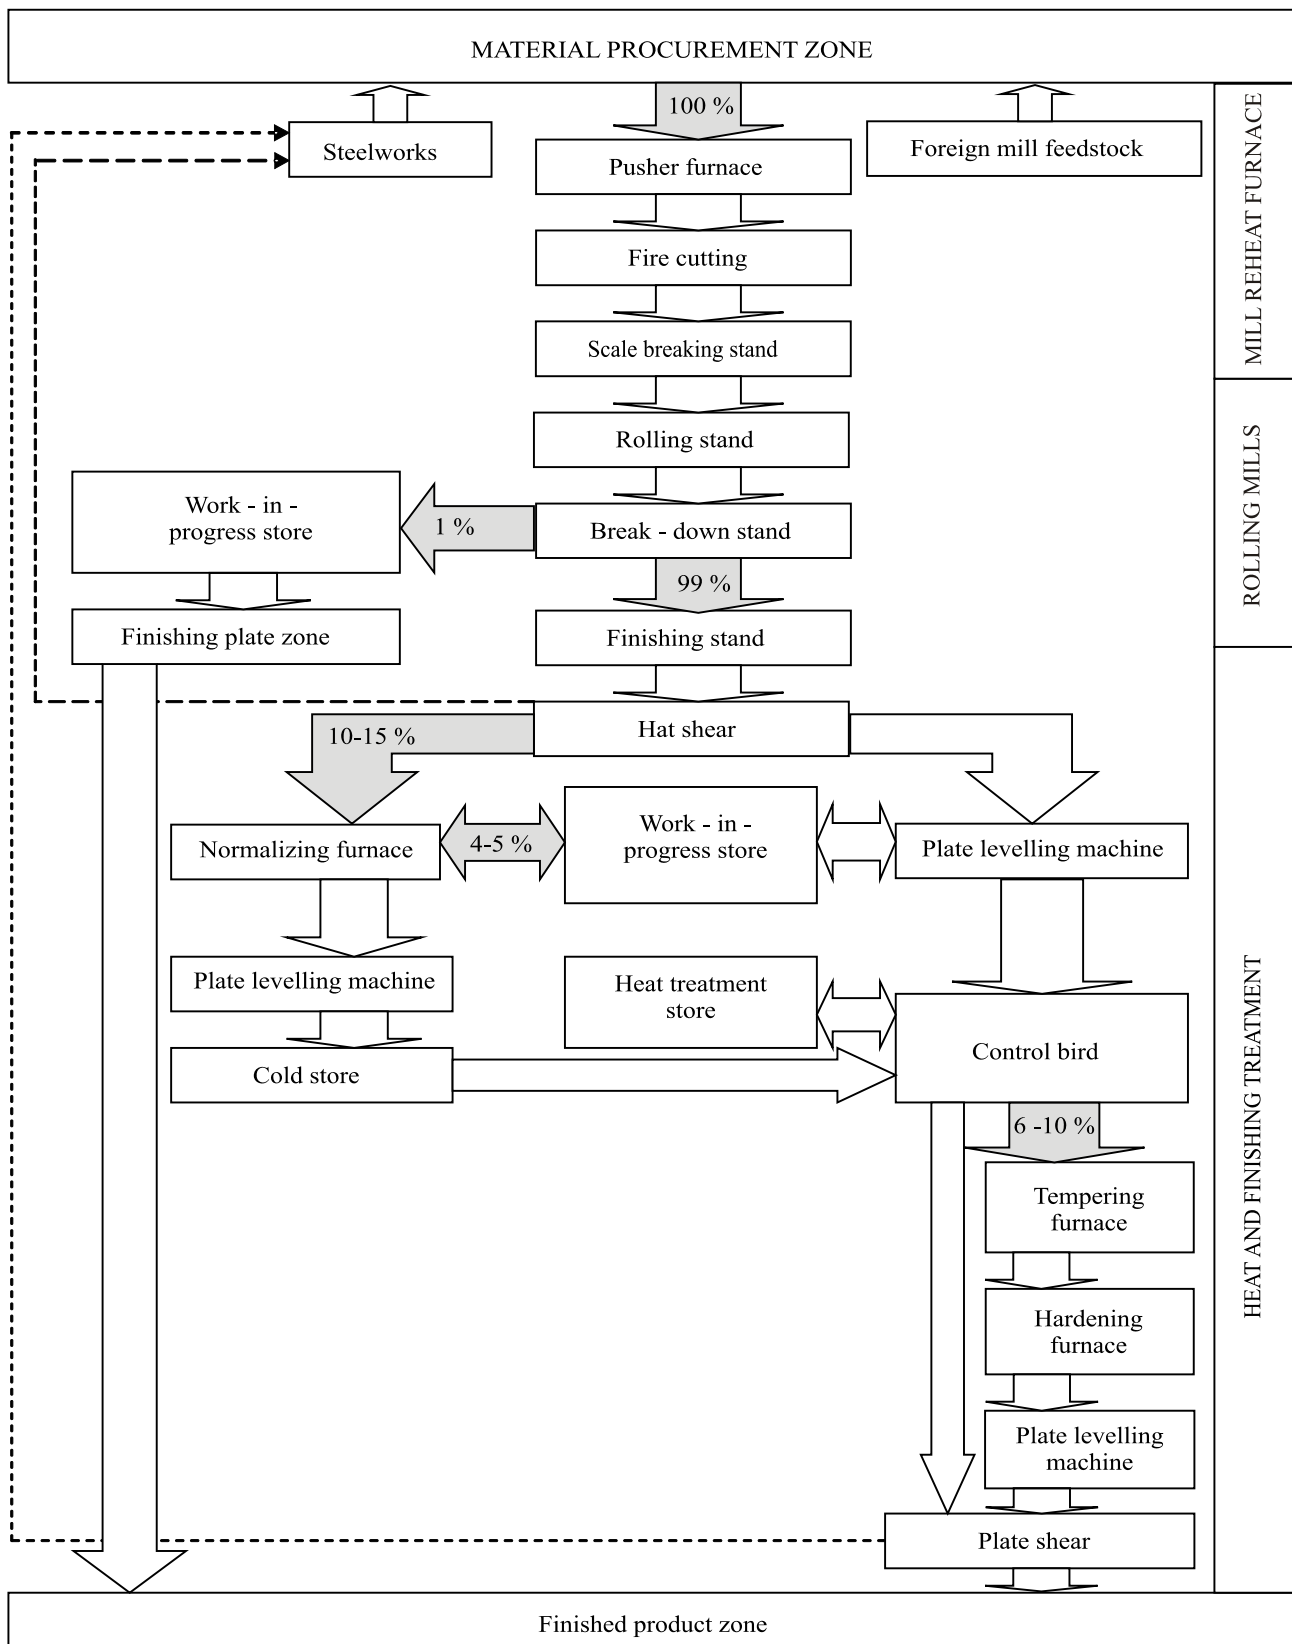 MATERIAL PROCUREMENT ZONE
100 %
Steelworks
Foreign mill feedstock
Pusher furnace
MILL REHEAT FURNACE
Fire cutting
Scale breaking stand
Rolling stand
ROLLING MILLS
Work - in -
progress store
1 %
Break - down stand
99 %
Finishing plate zone
Finishing stand
Hat shear
10-15 %
Normalizing furnace
4-5 %
Work - in -
progress store
Plate levelling machine
Plate levelling machine
Heat treatment
store
Control bird
Cold store
HEAT AND FINISHING TREATMENT
6 -10 %
Tempering
furnace
Hardening
furnace
Plate levelling
machine
Plate shear
Finished product zone